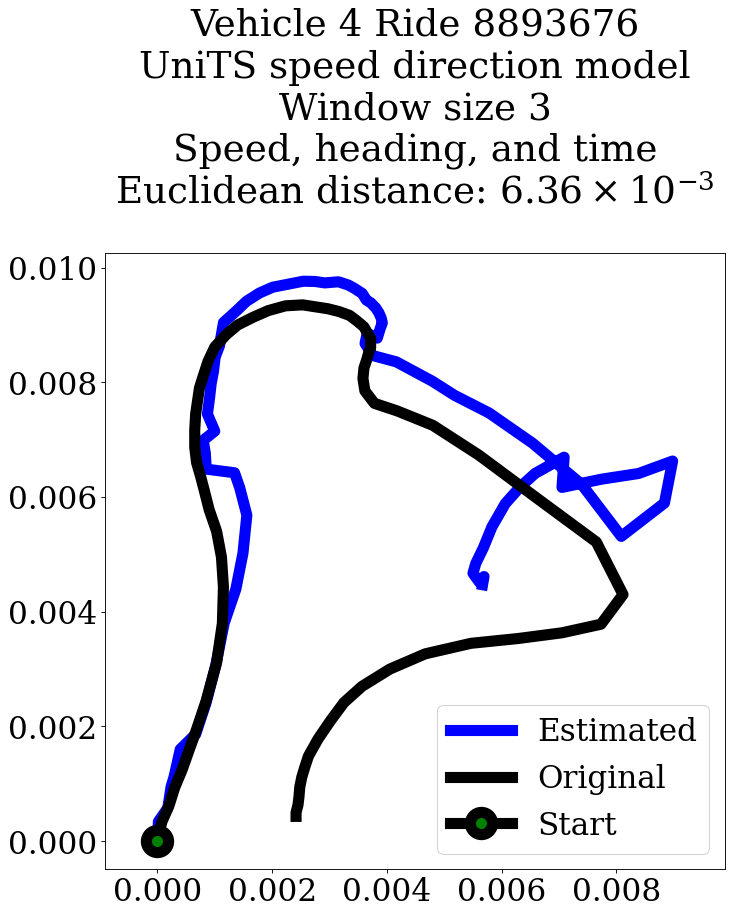 Vehicle 4 Ride 8893676
UniTS speed direction model
Window size 3
Speed, heading, and time
Euclidean distance: 6.36 × 10⁻³
0.010
0.008
0.006
0.004
0.002
0.000
Estimated
Original
Start
0.000 0.002 0.004 0.006 0.008